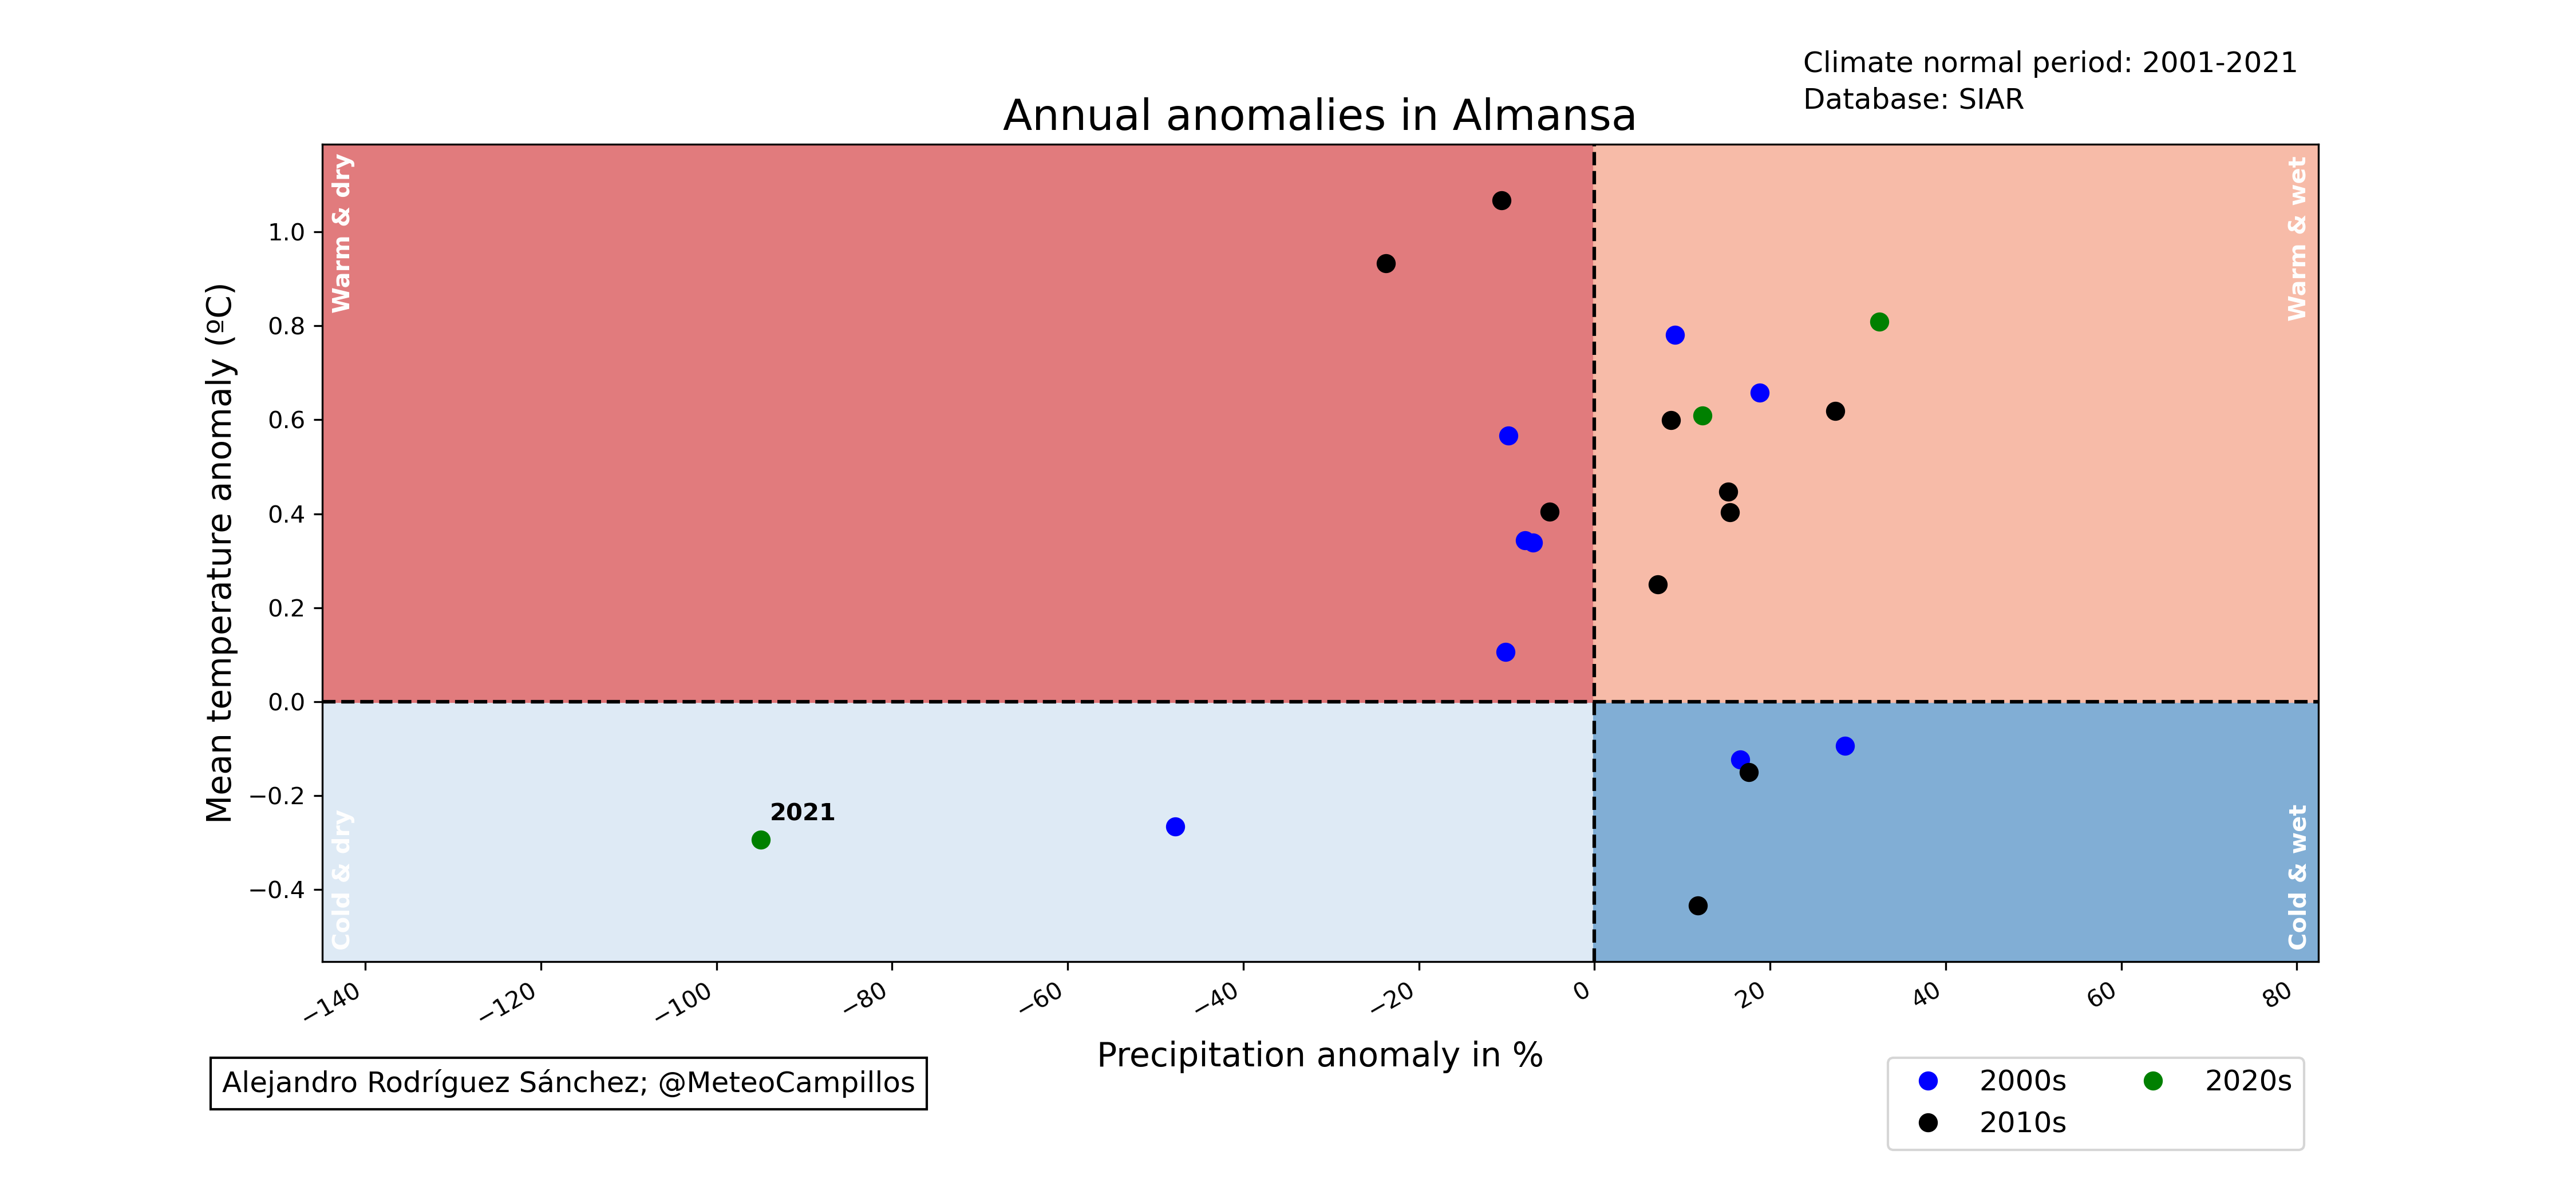 Climate normal period: 2001-2021
Database: SIAR
Annual anomalies in Almansa
Warm & dry
Warm & wet
Mean temperature anomaly (ºC)
1.0
0.8
0.6
0.4
0.2
0.0
−0.2
−0.4
2021
Cold & dry
Cold & wet
−140
−120
−100
−80
−60
−40
−20
0
20
40
60
80
Precipitation anomaly in %
Alejandro Rodríguez Sánchez; @MeteoCampillos
2000s
2010s
2020s